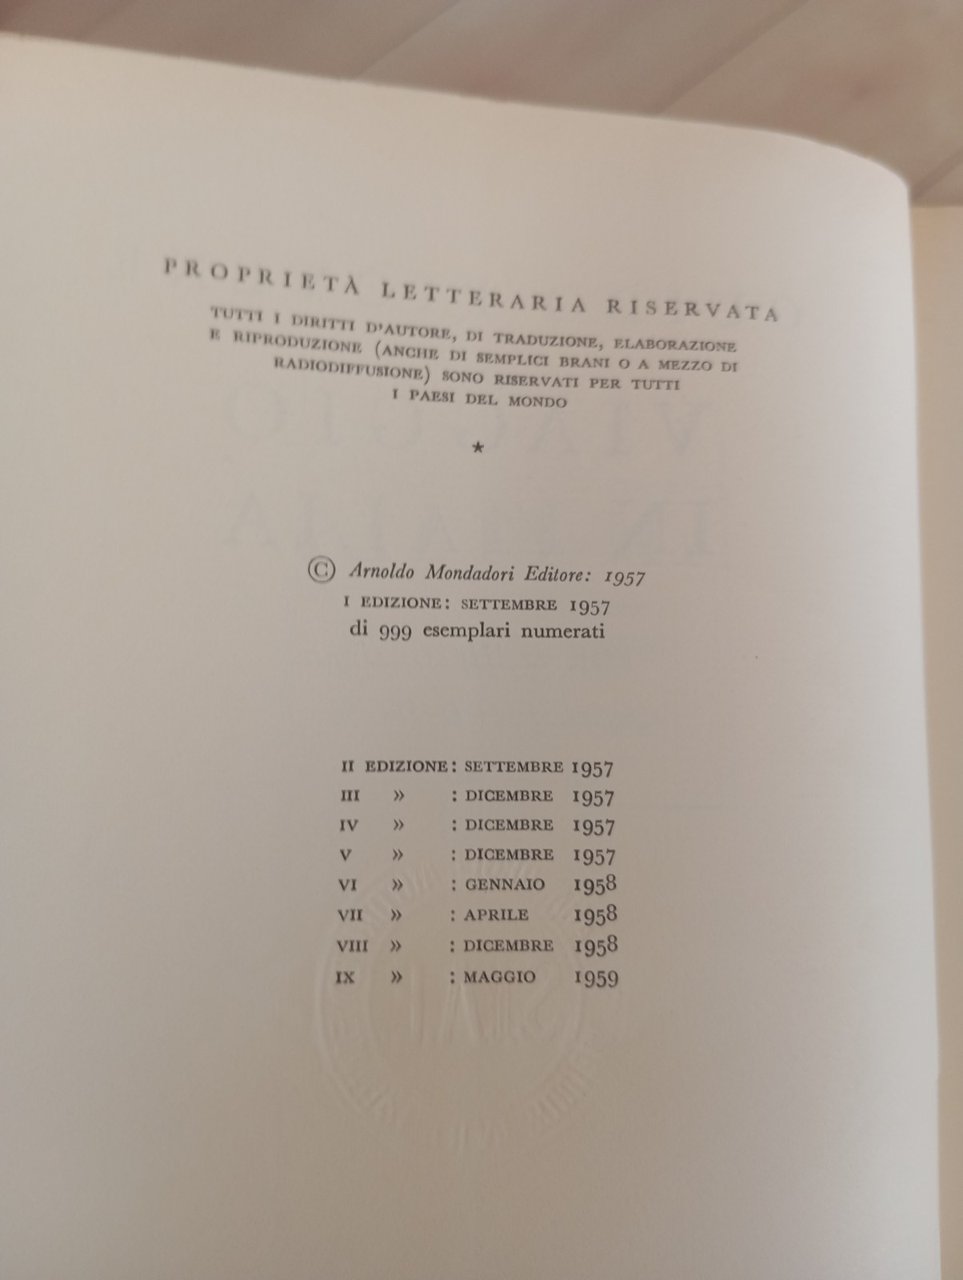 PROPRIETÀ LETTERARIA RISERVATA
TUTTI I DIRITTI D'AUTORE, DI TRADUZIONE, ELABORAZIONE
E RIPRODUZIONE (ANCHE DI SEMPLICI BRANI O A MEZZO DI
RADIODIFFUSIONE) SONO RISERVATI PER TUTTI
I PAESI DEL MONDO
★
© Arnoldo Mondadori Editore: 1957
I EDIZIONE: SETTEMBRE 1957
di 999 esemplari numerati
II EDIZIONE: SETTEMBRE 1957
III » : DICEMBRE 1957
IV » : DICEMBRE 1957
V » : DICEMBRE 1957
VI » : GENNAIO 1958
VII » : APRILE 1958
VIII » : DICEMBRE 1958
IX » : MAGGIO 1959